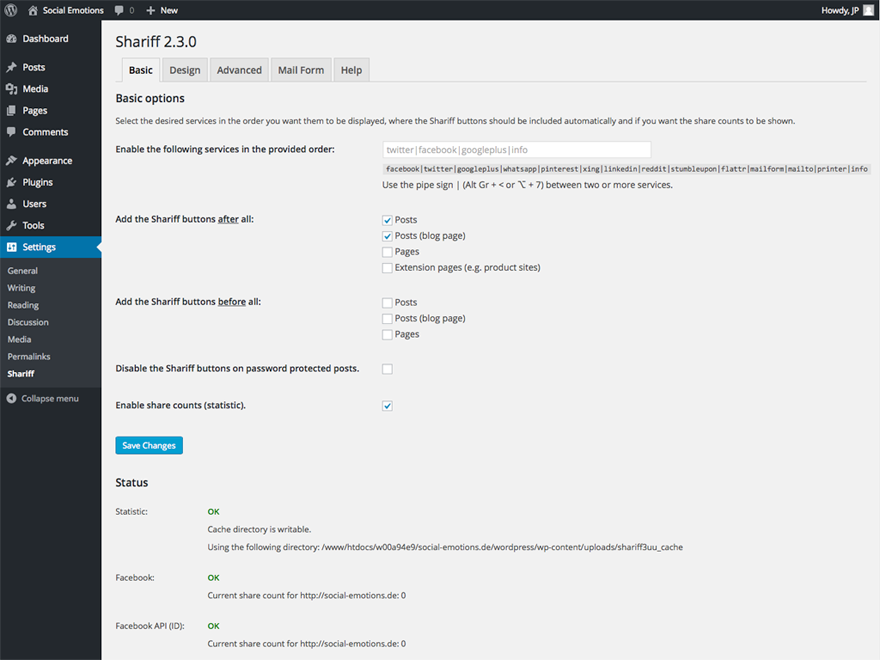 Social Emotions 0 New Howdy, JP
Dashboard
Posts
Media
Pages
Comments
Appearance
Plugins
Users
Tools
Settings
General
Writing
Reading
Discussion
Media
Permalinks
Shariff
Collapse menu
Shariff 2.3.0
Basic Design Advanced Mail Form Help
Basic options
Select the desired services in the order you want them to be displayed, where the Shariff buttons should be included automatically and if you want the share counts to be shown.
Enable the following services in the provided order: twitter|facebook|googleplus|info
facebook|twitter|googleplus|whatsapp|pinterest|xing|linkedin|reddit|stumbleupon|flattr|mailform|mailto|printer|info
Use the pipe sign | (Alt Gr + < or ⌥ + 7) between two or more services.
Add the Shariff buttons after all: Posts
Posts (blog page)
Pages
Extension pages (e.g. product sites)
Add the Shariff buttons before all: Posts
Posts (blog page)
Pages
Disable the Shariff buttons on password protected posts.
Enable share counts (statistic).
Save Changes
Status
Statistic: OK
Cache directory is writable.
Using the following directory: /www/htdocs/w00a94e9/social-emotions.de/wordpress/wp-content/uploads/shariff3uu_cache
Facebook: OK
Current share count for http://social-emotions.de: 0
Facebook API (ID): OK
Current share count for http://social-emotions.de: 0